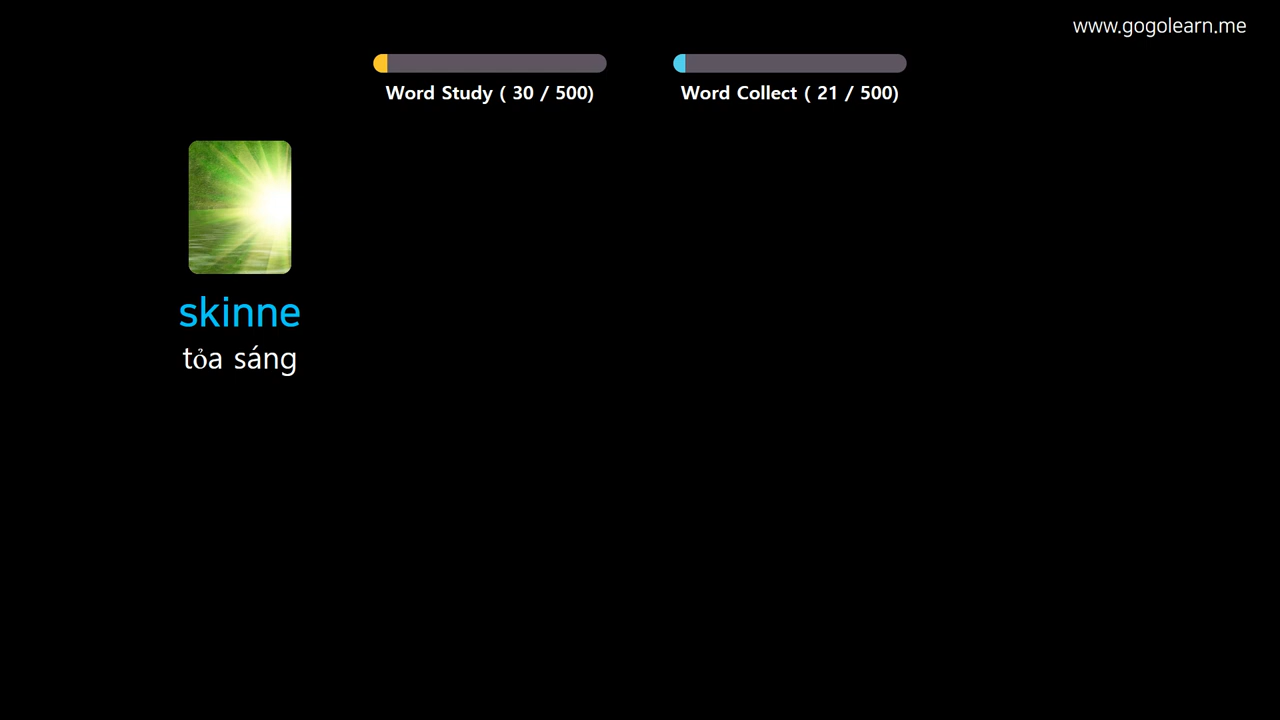 www.gogolearn.me
Word Study ( 30 / 500)
Word Collect ( 21 / 500)
skinne
tỏa sáng